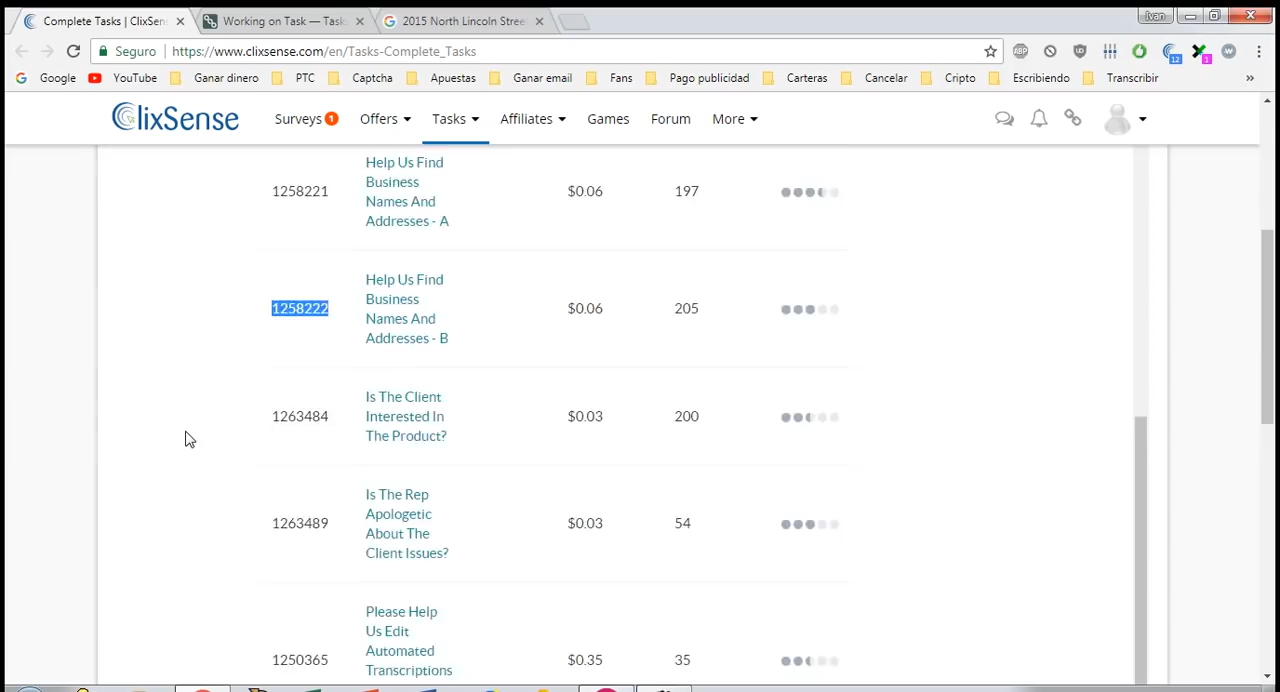 Complete Tasks | ClixSen
Working on Task — Tasks
2015 North Lincoln Stree
Ivan
Seguro
https://www.clixsense.com/en/Tasks-Complete_Tasks
ABP
12
1
W
Google
YouTube
Ganar dinero
PTC
Captcha
Apuestas
Ganar email
Fans
Pago publicidad
Carteras
Cancelar
Cripto
Escribiendo
Transcribir
»
ClixSense
Surveys 1
Offers
Tasks
Affiliates
Games
Forum
More
1258221
Help Us Find
Business
Names And
Addresses - A
$0.06
197
1258222
Help Us Find
Business
Names And
Addresses - B
$0.06
205
1263484
Is The Client
Interested In
The Product?
$0.03
200
1263489
Is The Rep
Apologetic
About The
Client Issues?
$0.03
54
1250365
Please Help
Us Edit
Automated
Transcriptions
$0.35
35